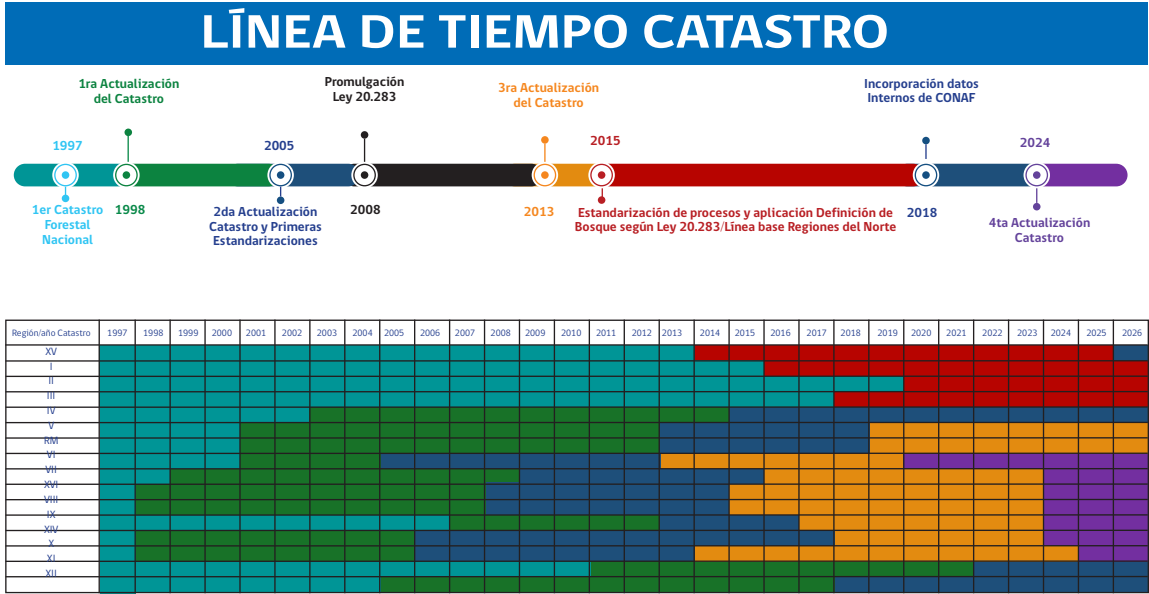 LÍNEA DE TIEMPO CATASTRO
1ra Actualización
del Catastro
Promulgación
Ley 20.283
3ra Actualización
del Catastro
Incorporación datos
Internos de CONAF
1997
2005
2015
2024
1er Catastro
Forestal
Nacional
1998
2da Actualización
Catastro y Primeras
Estandarizaciones
2008
2013
Estandarización de procesos y aplicación Definición de
Bosque según Ley 20.283/Línea base Regiones del Norte
2018
4ta Actualización
Catastro
Región/año Catastro 1997 1998 1999 2000 2001 2002 2003 2004 2005 2006 2007 2008 2009 2010 2011 2012 2013 2014 2015 2016 2017 2018 2019 2020 2021 2022 2023 2024 2025 2026
XV
I
II
III
IV
V
RM
VI
VII
XVI
VIII
IX
XIV
X
XI
XII